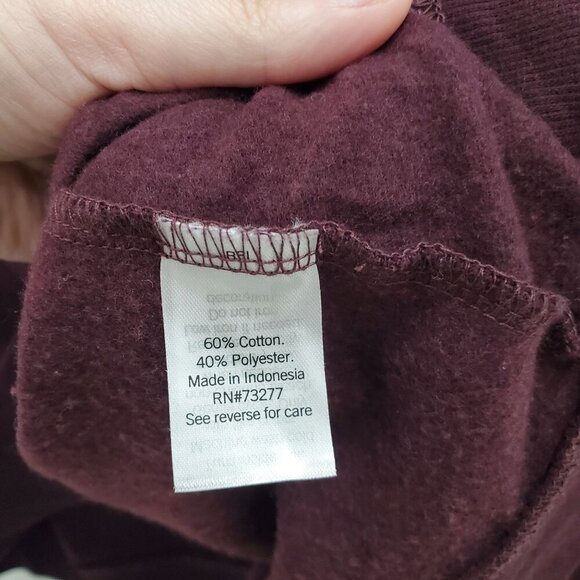 60% Cotton.
40% Polyester.
Made in Indonesia
RN#73277
See reverse for care